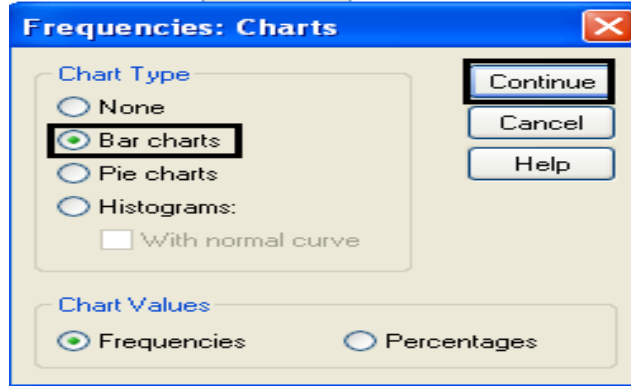 Frequencies: Charts
Chart Type
None
Bar charts
Pie charts
Histograms:
With normal curve
Continue
Cancel
Help
Chart Values
Frequencies
Percentages